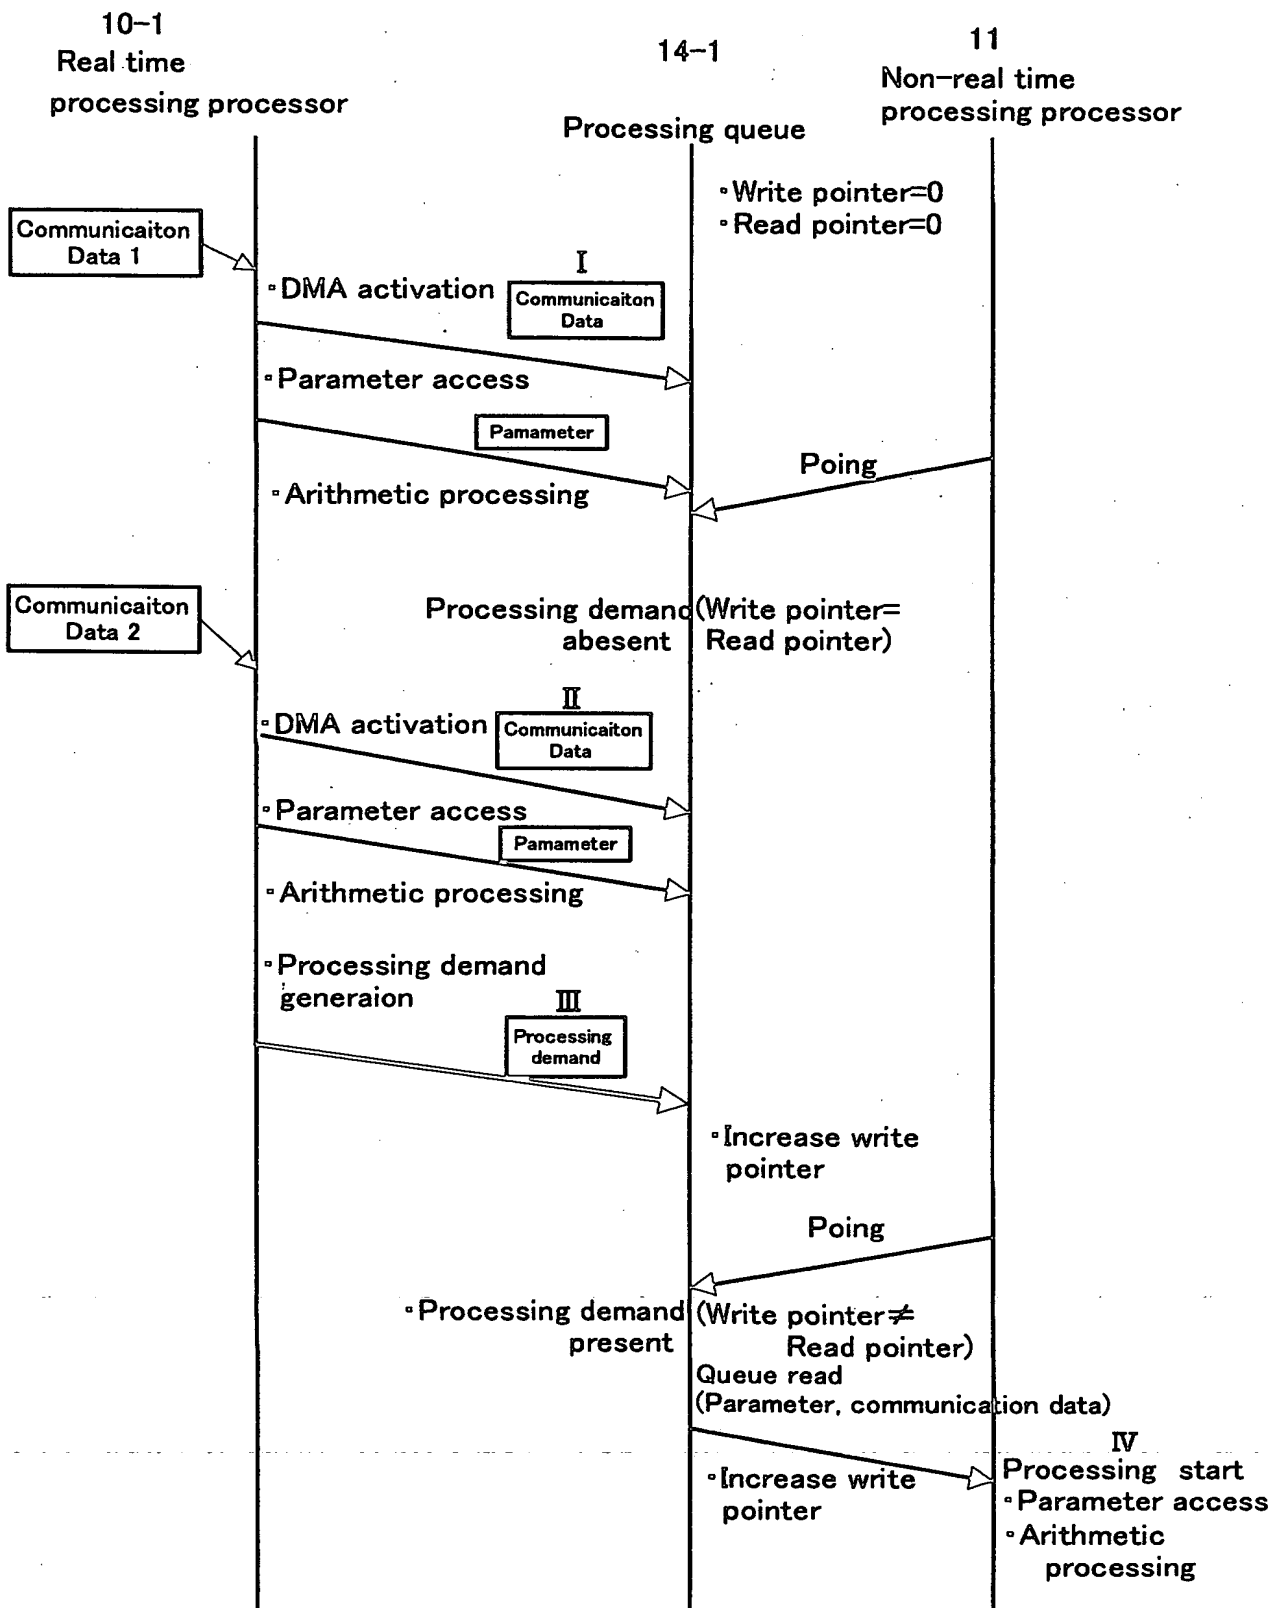 10-1
Real time
processing processor
14-1
Processing queue
11
Non-real time
processing processor
▫Write pointer=0
▫Read pointer=0
Communicaiton
Data 1
▫DMA activation
I
Communicaiton
Data
▫Parameter access
Pamameter
Poing
▫Arithmetic processing
Communicaiton
Data 2
Processing demand (Write pointer=
abesent Read pointer)
▫DMA activation
II
Communicaiton
Data
▫Parameter access
Pamameter
▫Arithmetic processing
▫Processing demand
generaion
III
Processing
demand
▫Increase write
pointer
Poing
▫Processing demand (Write pointer≠
present Read pointer)
Queue read
(Parameter, communication data)
IV
Processing start
▫Increase write
pointer
▫Parameter access
▫Arithmetic
processing